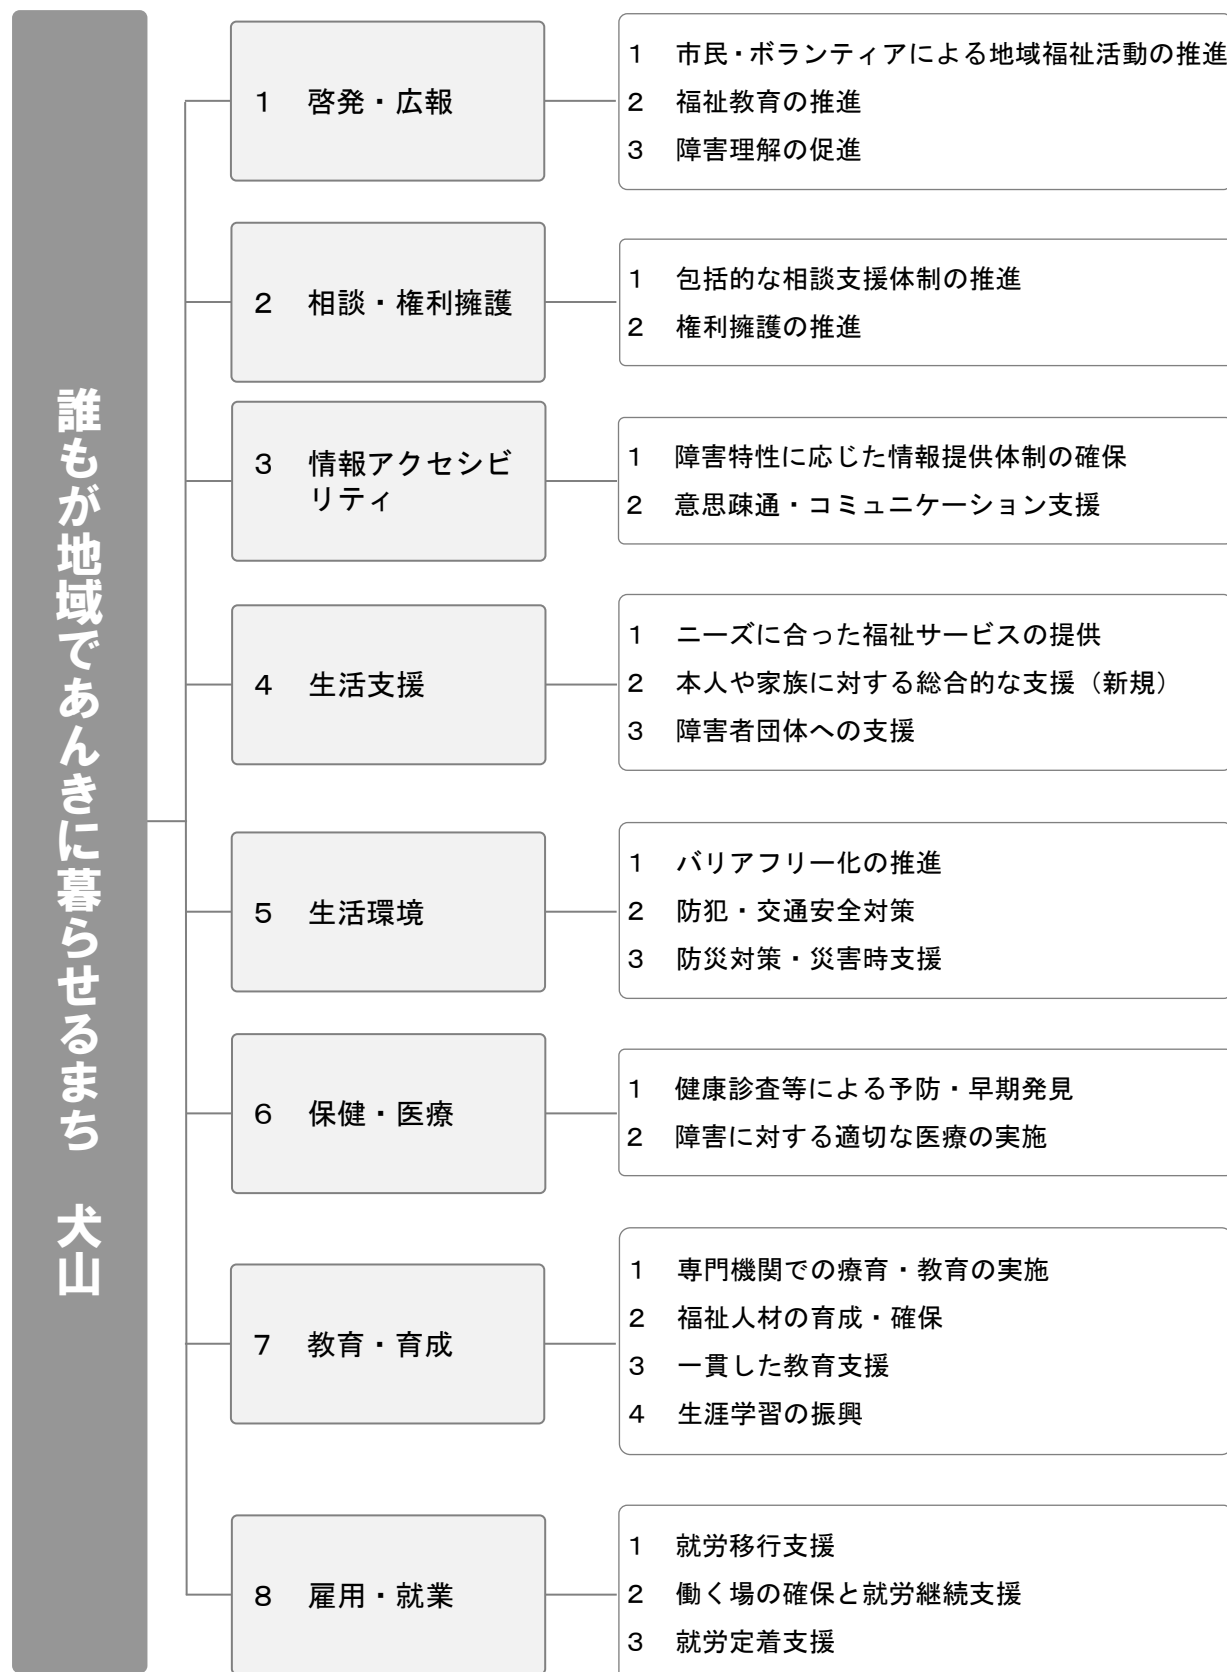 誰もが地域であんきに暮らせるまち　犬山
1　啓発・広報
1　市民・ボランティアによる地域福祉活動の推進
2　福祉教育の推進
3　障害理解の促進
2　相談・権利擁護
1　包括的な相談支援体制の推進
2　権利擁護の推進
3　情報アクセシビ
リティ
1　障害特性に応じた情報提供体制の確保
2　意思疎通・コミュニケーション支援
4　生活支援
1　ニーズに合った福祉サービスの提供
2　本人や家族に対する総合的な支援（新規）
3　障害者団体への支援
5　生活環境
1　バリアフリー化の推進
2　防犯・交通安全対策
3　防災対策・災害時支援
6　保健・医療
1　健康診査等による予防・早期発見
2　障害に対する適切な医療の実施
7　教育・育成
1　専門機関での療育・教育の実施
2　福祉人材の育成・確保
3　一貫した教育支援
4　生涯学習の振興
8　雇用・就業
1　就労移行支援
2　働く場の確保と就労継続支援
3　就労定着支援